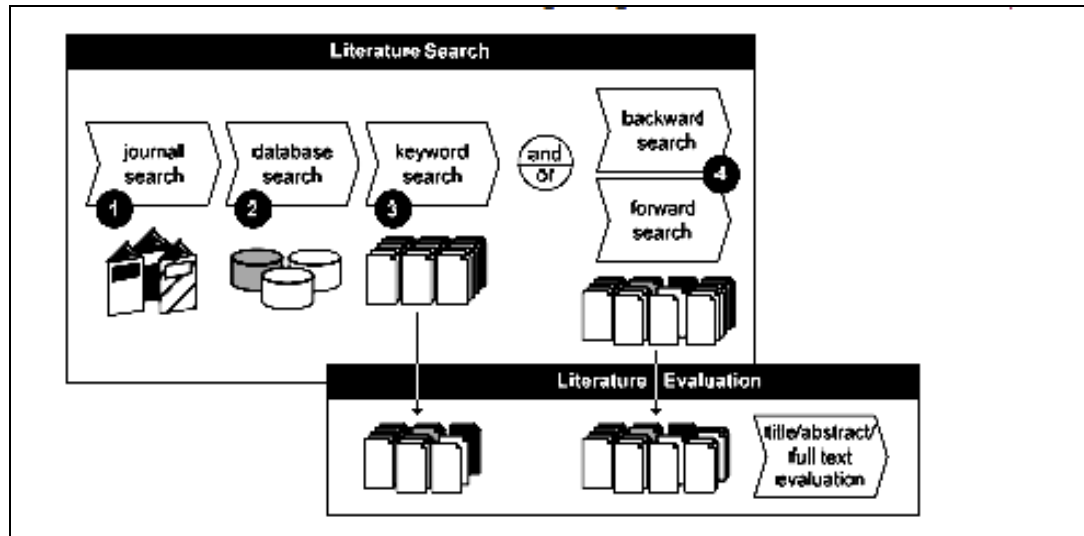 Literature Search
journal
search
1
database
search
2
keyword
search
3
and
or
backward
search
4
forward
search
Literature Evaluation
title/abstract/
full text
evaluation